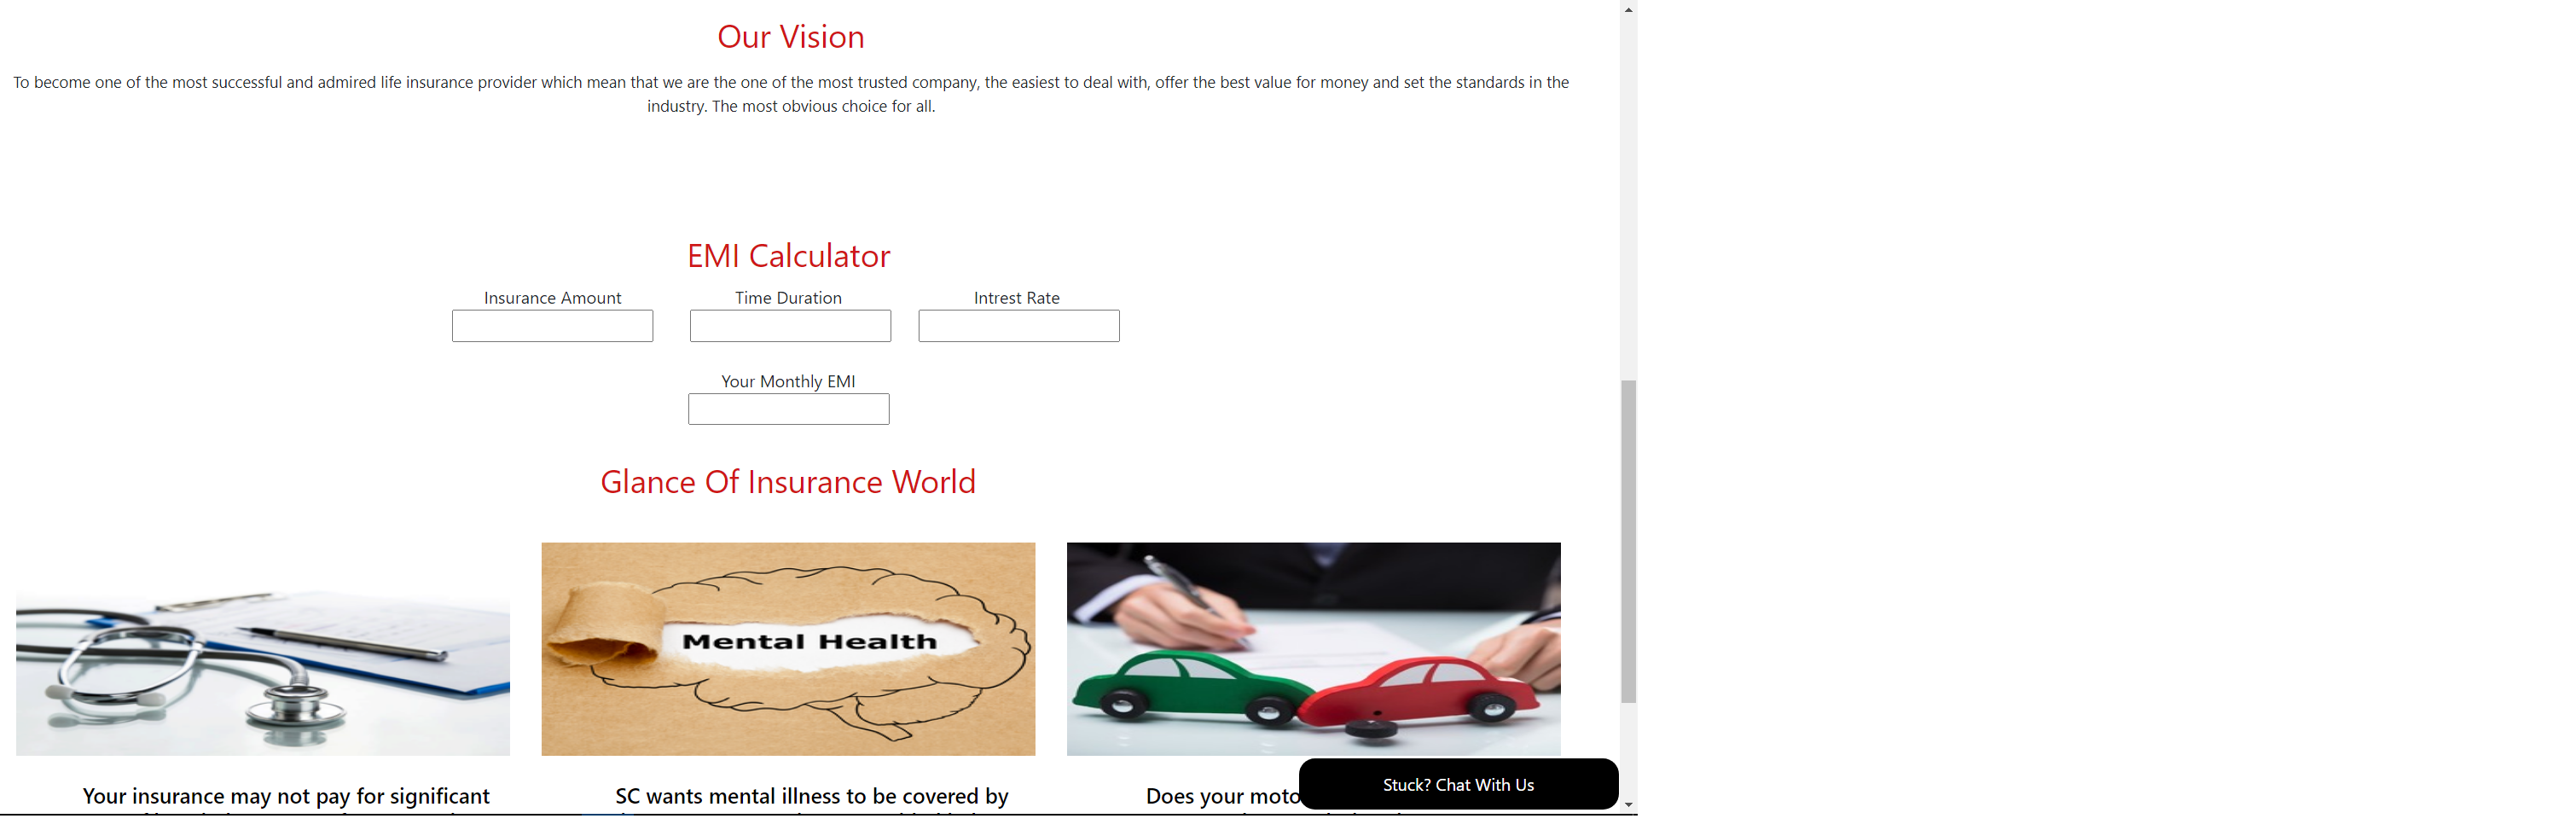 Our Vision
To become one of the most successful and admired life insurance provider which mean that we are the one of the most trusted company, the easiest to deal with, offer the best value for money and set the standards in the
industry. The most obvious choice for all.
EMI Calculator
Insurance Amount
Time Duration
Intrest Rate
Your Monthly EMI
Glance Of Insurance World
Mental Health
Your insurance may not pay for significant
SC wants mental illness to be covered by
Does your
Stuck? Chat With Us